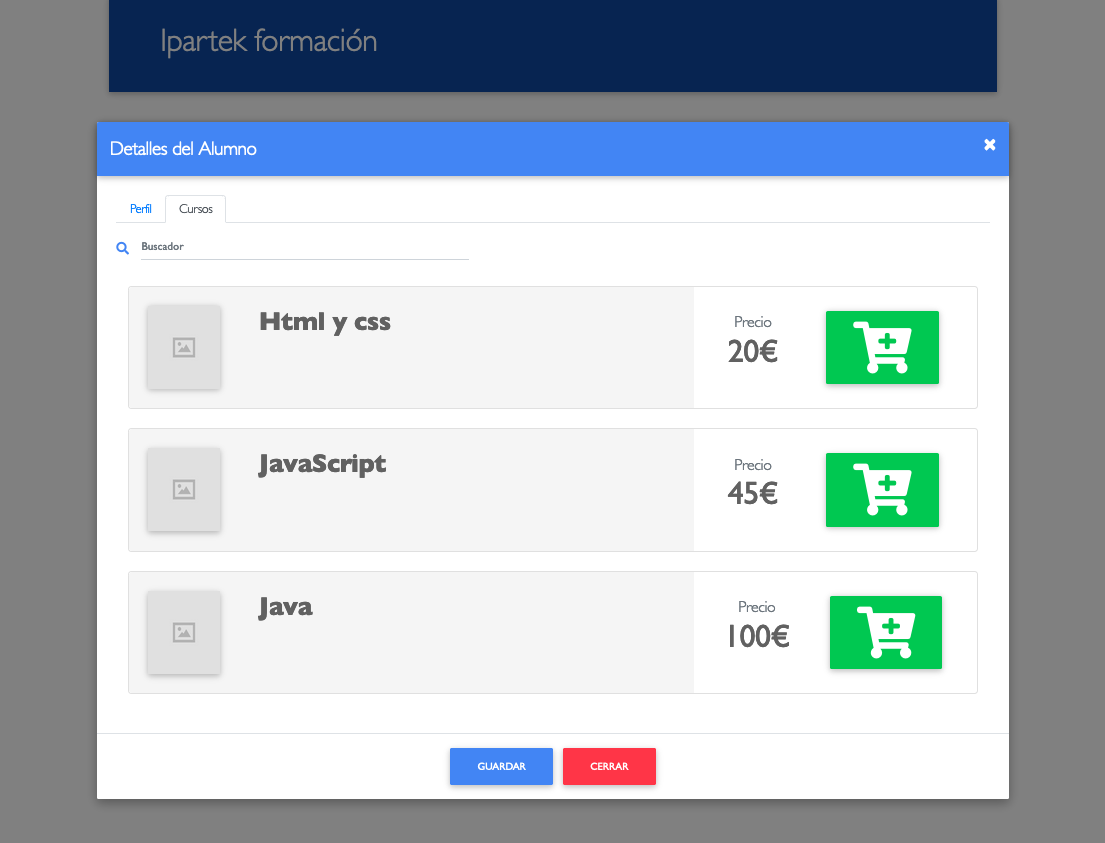 Ipartek formación
Detalles del Alumno
Perfil Cursos
Buscador
Html y css
Precio
20€
JavaScript
Precio
45€
Java
Precio
100€
GUARDAR CERRAR